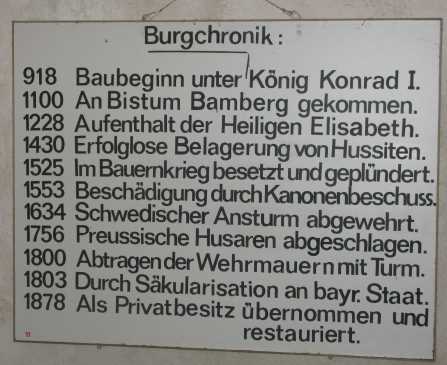 Burgchronik:
918 Baubeginn unter König Konrad I.
1100 An Bistum Bamberg gekommen.
1228 Aufenthalt der Heiligen Elisabeth.
1430 Erfolglose Belagerung von Hussiten.
1525 Im Bauernkrieg besetzt und geplündert.
1553 Beschädigung durch Kanonenbeschuss.
1634 Schwedischer Ansturm abgewehrt.
1756 Preussische Husaren abgeschlagen.
1800 Abtragen der Wehrmauern mit Turm.
1803 Durch Säkularisation an bayr. Staat.
1878 Als Privatbesitz übernommen und
restauriert.